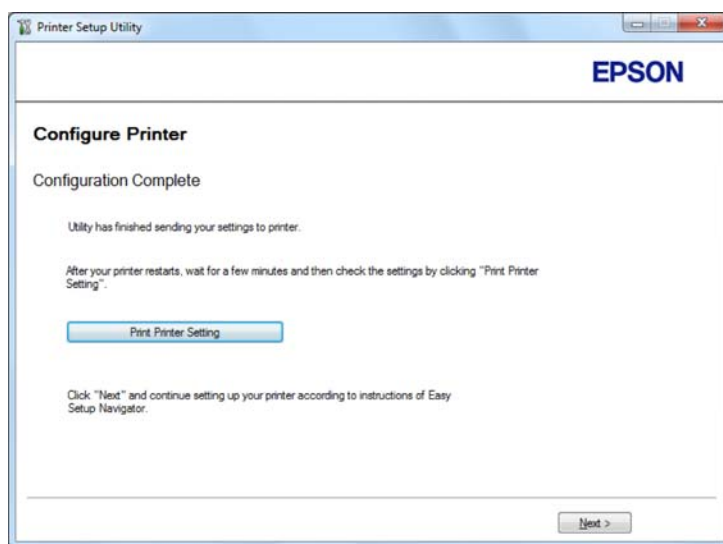 Printer Setup Utility
EPSON
Configure Printer
Configuration Complete
Utility has finished sending your settings to printer.
After your printer restarts, wait for a few minutes and then check the settings by clicking "Print Printer
Setting".
Print Printer Setting
Click "Next" and continue setting up your printer according to instructions of Easy
Setup Navigator.
Next >